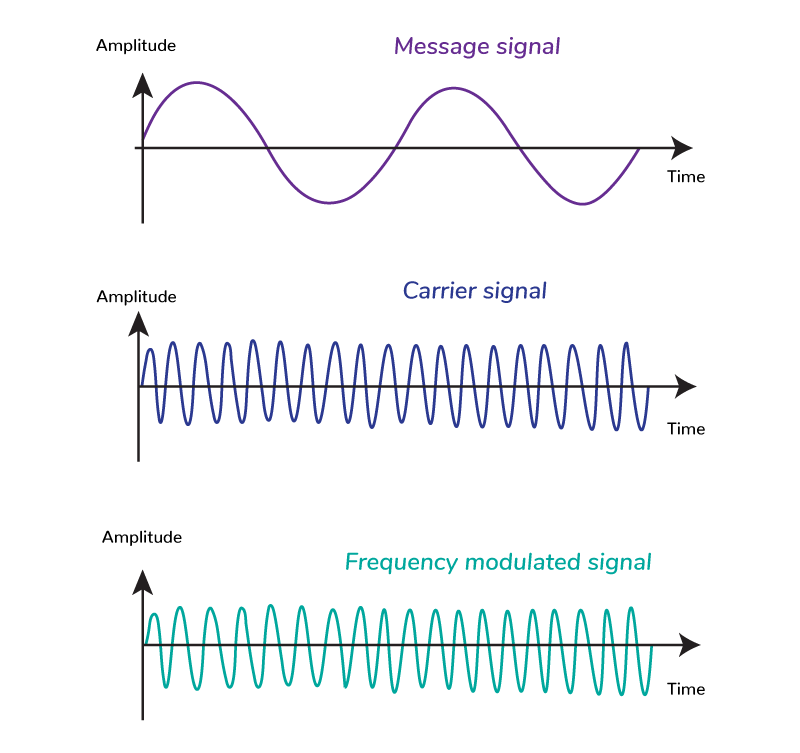 Amplitude
Message signal
Time
Amplitude
Carrier signal
Time
Amplitude
Frequency modulated signal
Time